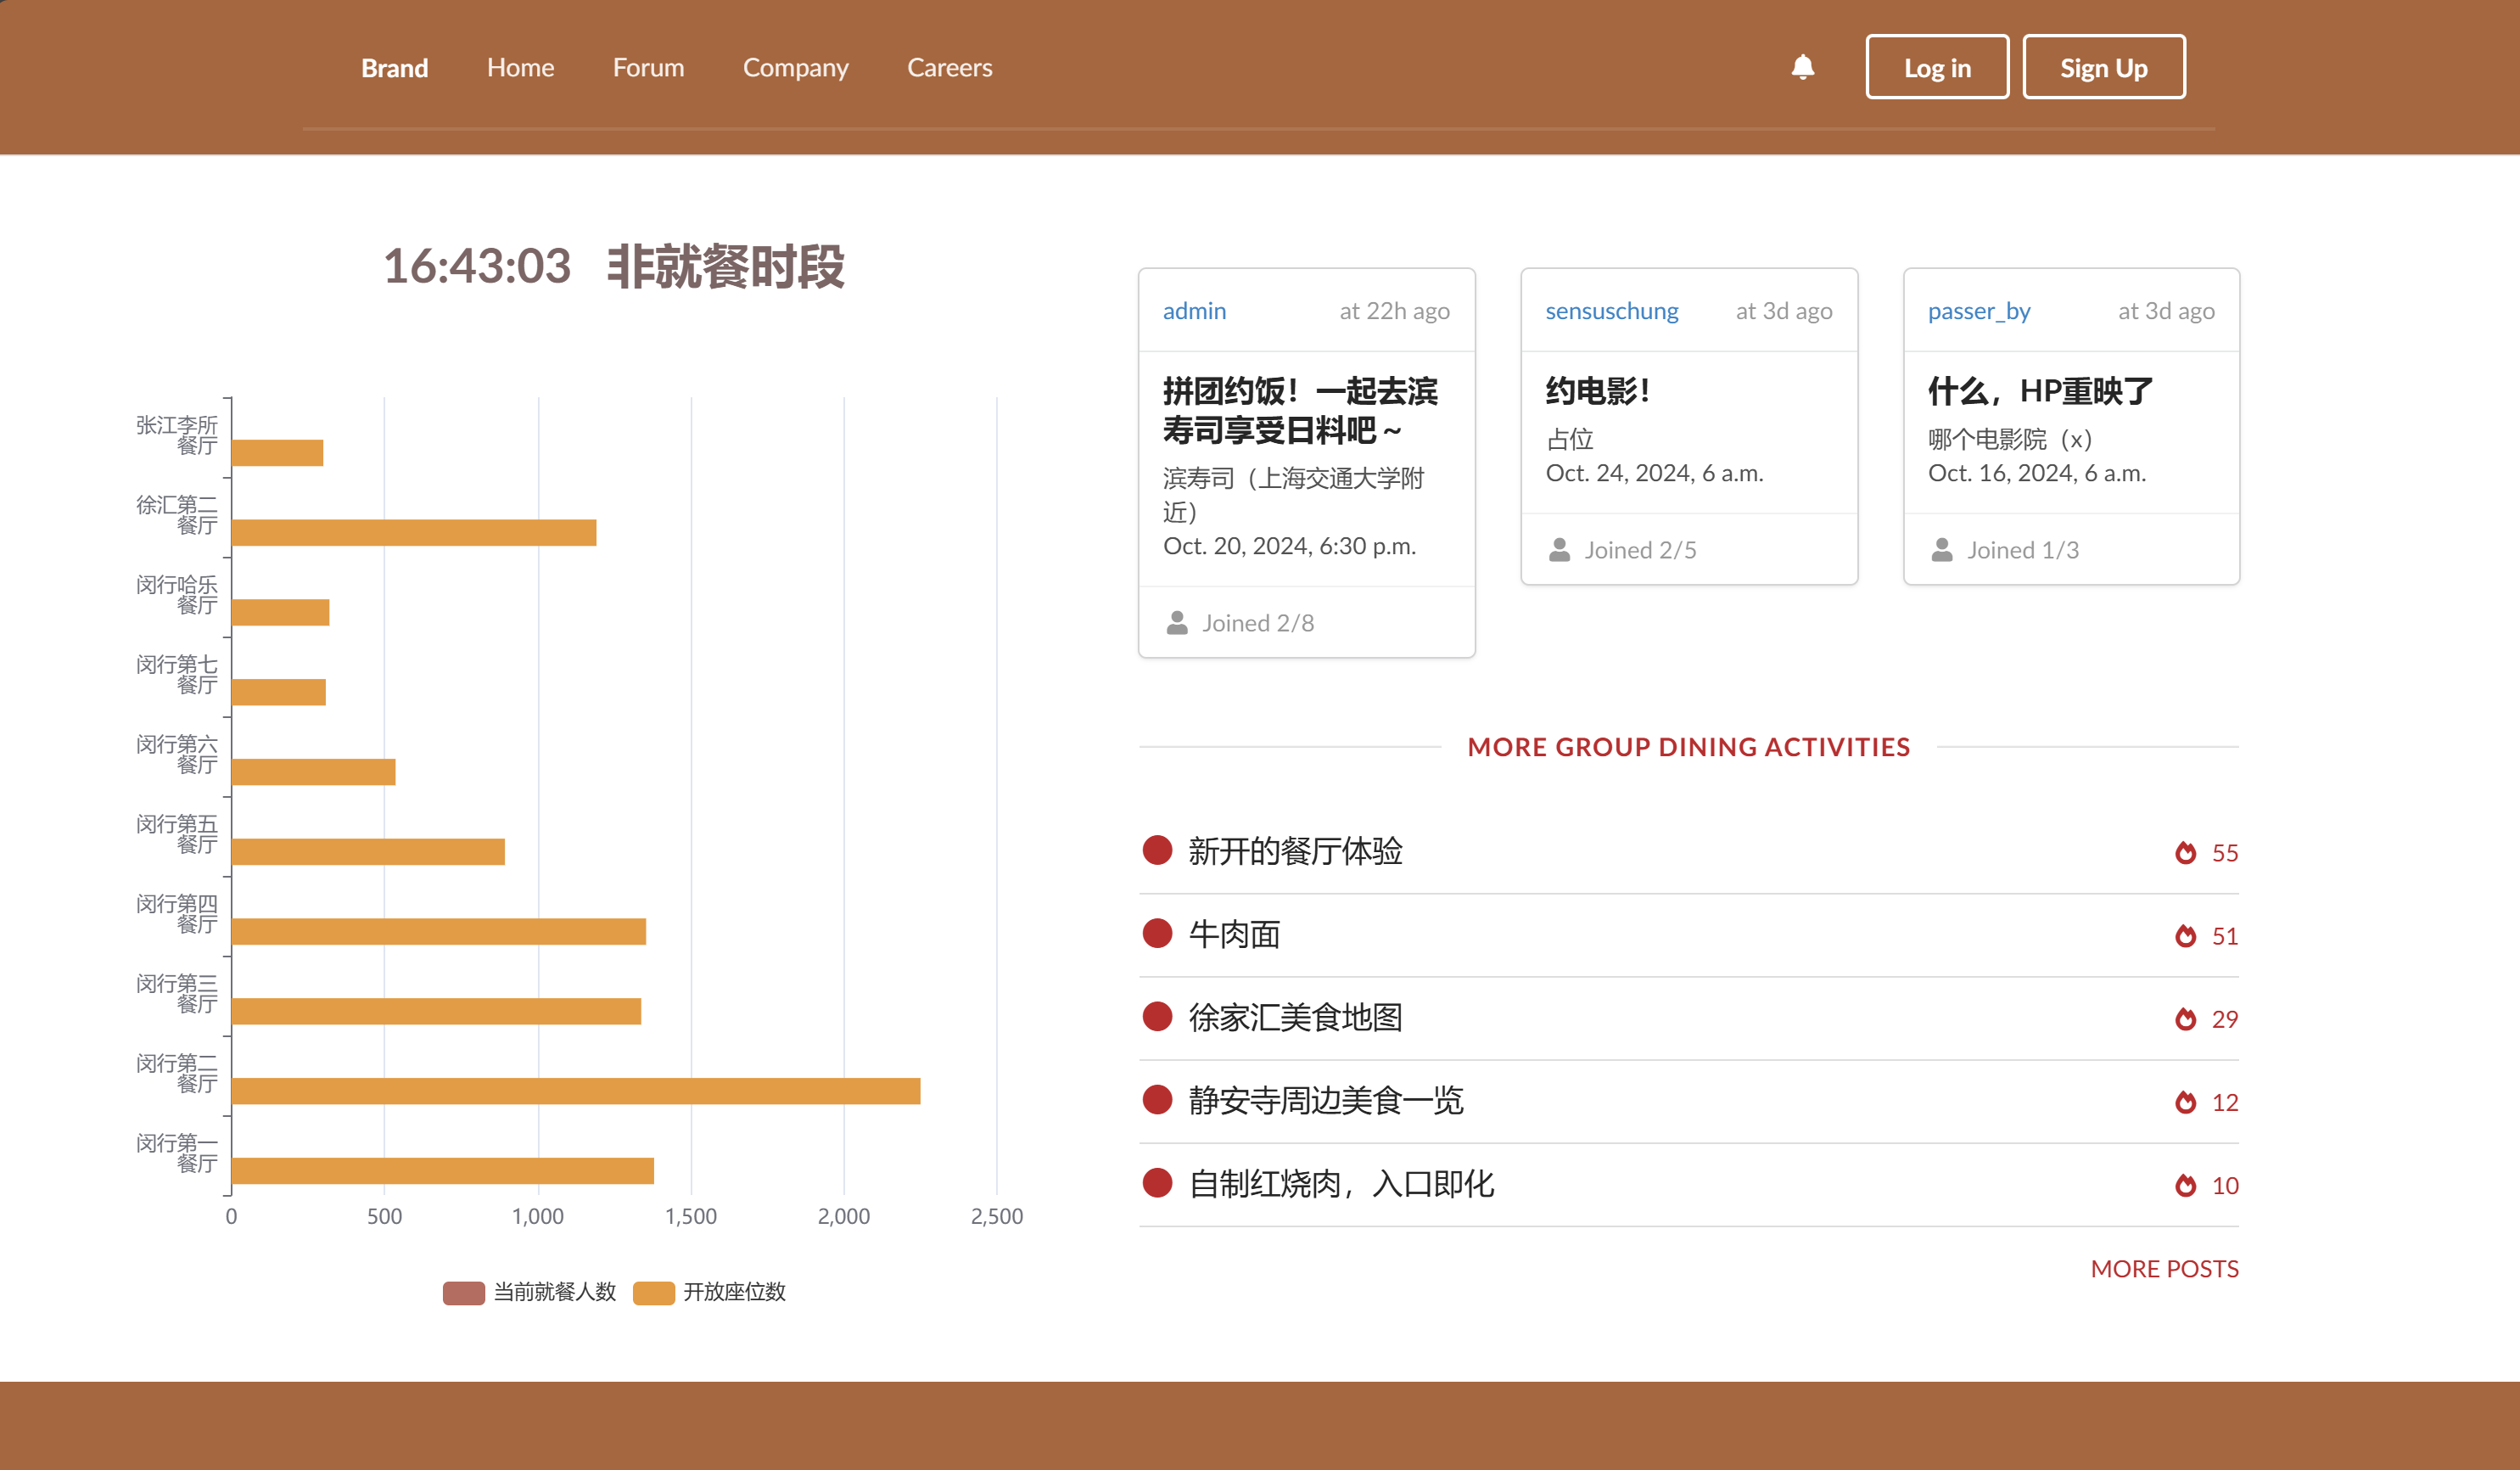 Brand Home Forum Company Careers Log in Sign Up
16:43:03 非就餐时段
张江李所
餐厅
徐汇第二
餐厅
闵行哈乐
餐厅
闵行第七
餐厅
闵行第六
餐厅
闵行第五
餐厅
闵行第四
餐厅
闵行第三
餐厅
闵行第二
餐厅
闵行第一
餐厅
0 500 1,000 1,500 2,000 2,500
当前就餐人数 开放座位数
admin at 22h ago
拼团约饭！一起去滨
寿司享受日料吧～
滨寿司（上海交通大学附
近）
Oct. 20, 2024, 6:30 p.m.
Joined 2/8
sensuschung at 3d ago
约电影！
占位
Oct. 24, 2024, 6 a.m.
Joined 2/5
passer_by at 3d ago
什么，HP重映了
哪个电影院（x）
Oct. 16, 2024, 6 a.m.
Joined 1/3
MORE GROUP DINING ACTIVITIES
新开的餐厅体验 55
牛肉面 51
徐家汇美食地图 29
静安寺周边美食一览 12
自制红烧肉，入口即化 10
MORE POSTS